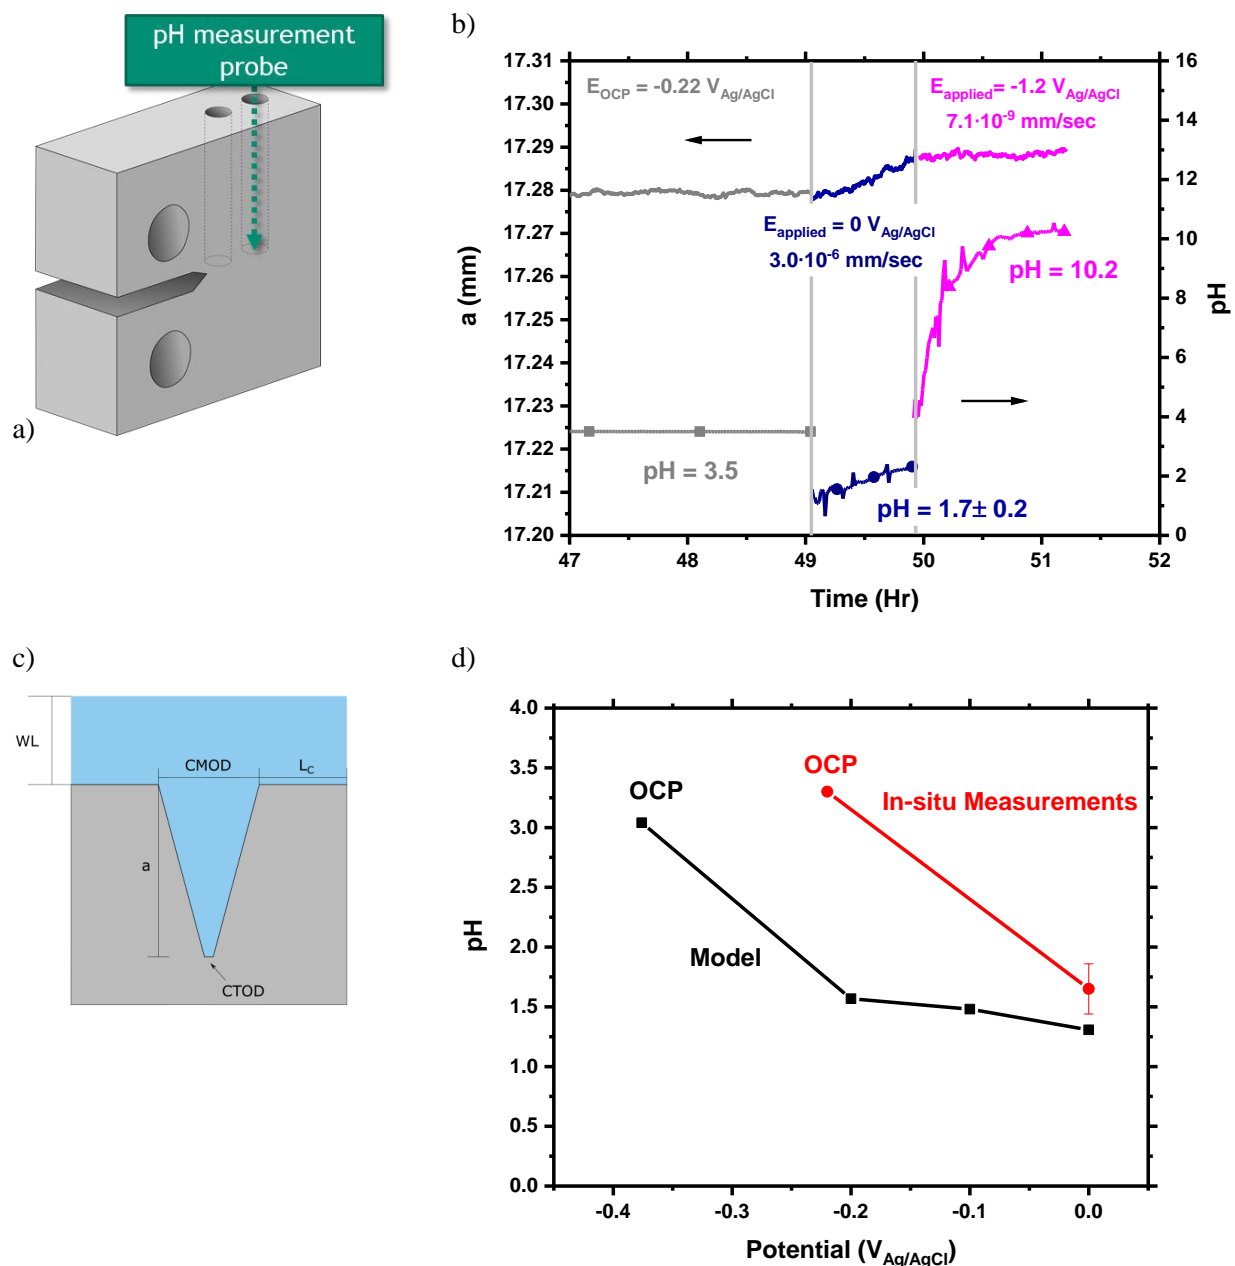 a)
pH measurement
probe
b)
17.31
17.30
17.29
17.28
17.27
17.26
17.25
17.24
17.23
17.22
17.21
17.20
a (mm)
E_OCP = -0.22 V_Ag/AgCl
E_applied = -1.2 V_Ag/AgCl
7.1·10^-9 mm/sec
E_applied = 0 V_Ag/AgCl
3.0·10^-6 mm/sec
pH = 10.2
pH = 3.5
pH = 1.7± 0.2
16
14
12
10
8
6
4
2
0
pH
47
48
49
50
51
52
Time (Hr)
c)
WL
CMOD
L_C
a
CTOD
d)
4.0
3.5
3.0
2.5
2.0
1.5
1.0
0.5
0.0
pH
OCP
OCP
In-situ Measurements
Model
-0.4
-0.3
-0.2
-0.1
0.0
Potential (V_Ag/AgCl)